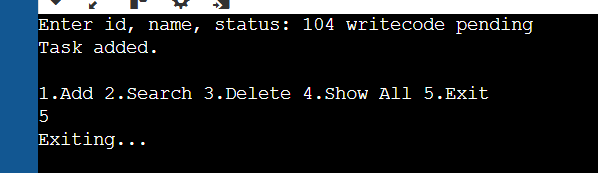 Enter id, name, status: 104 writecode pending
Task added.
1.Add 2.Search 3.Delete 4.Show All 5.Exit
5
Exiting...